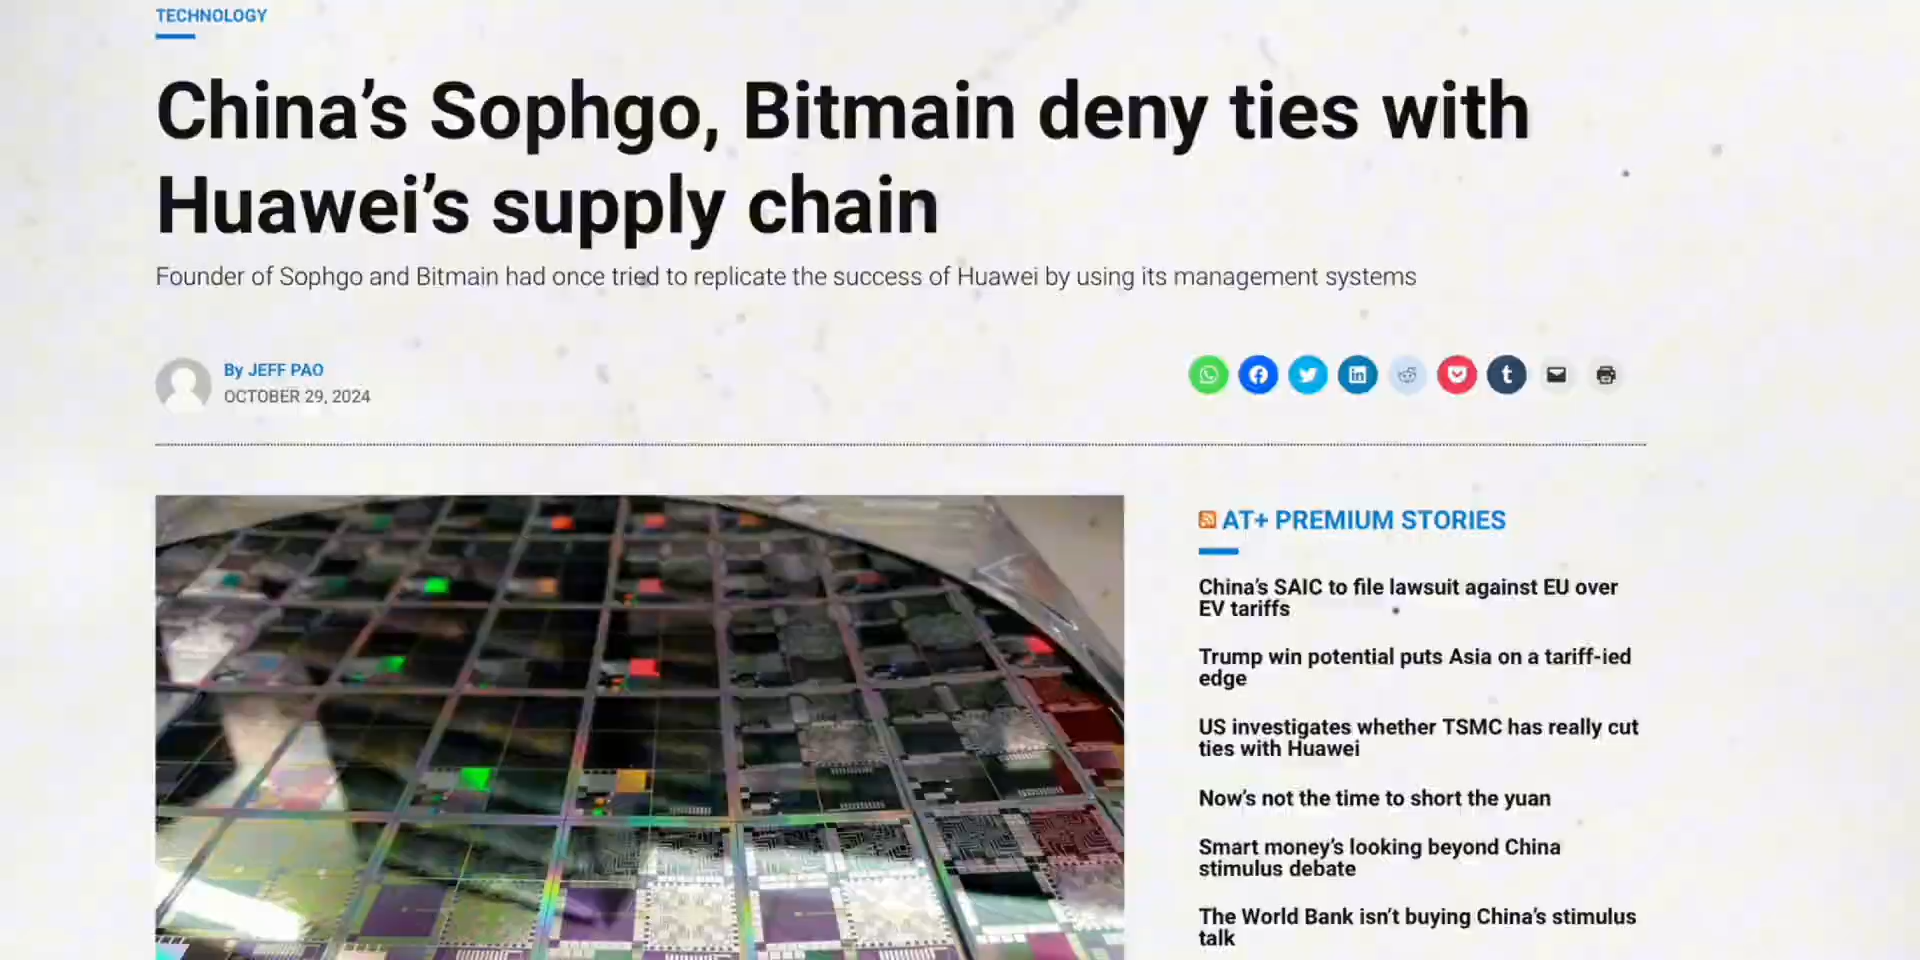 TECHNOLOGY
China’s Sophgo, Bitmain deny ties with
Huawei’s supply chain
Founder of Sophgo and Bitmain had once tried to replicate the success of Huawei by using its management systems
By JEFF PAO
OCTOBER 29, 2024
AT+ PREMIUM STORIES
China’s SAIC to file lawsuit against EU over
EV tariffs
Trump win potential puts Asia on a tariff-ied
edge
US investigates whether TSMC has really cut
ties with Huawei
Now’s not the time to short the yuan
Smart money’s looking beyond China
stimulus debate
The World Bank isn’t buying China’s stimulus
talk